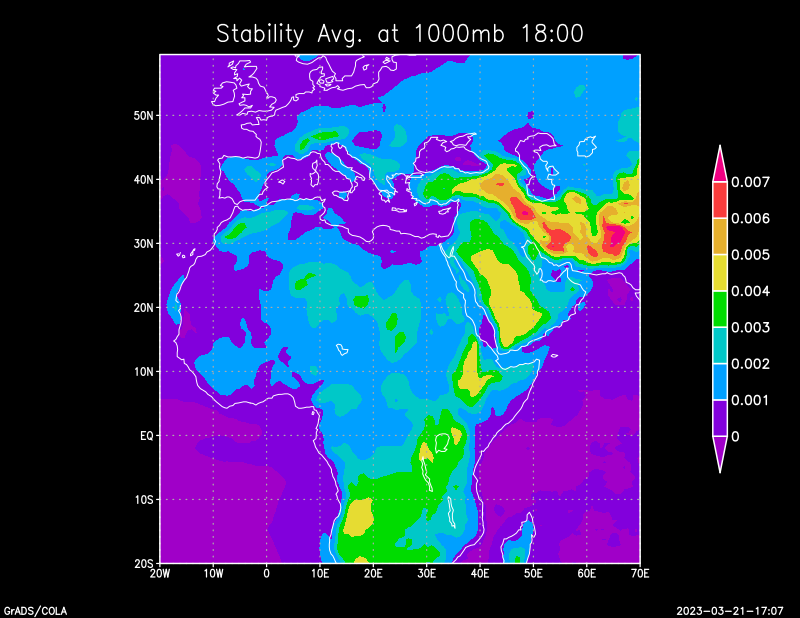 Stability Avg. at 1000mb 18:00
50N
40N
30N
20N
10N
EQ
10S
20S
20W 10W 0 10E 20E 30E 40E 50E 60E 70E
0.007
0.006
0.005
0.004
0.003
0.002
0.001
0
GrADS/COLA
2023-03-21-17:07